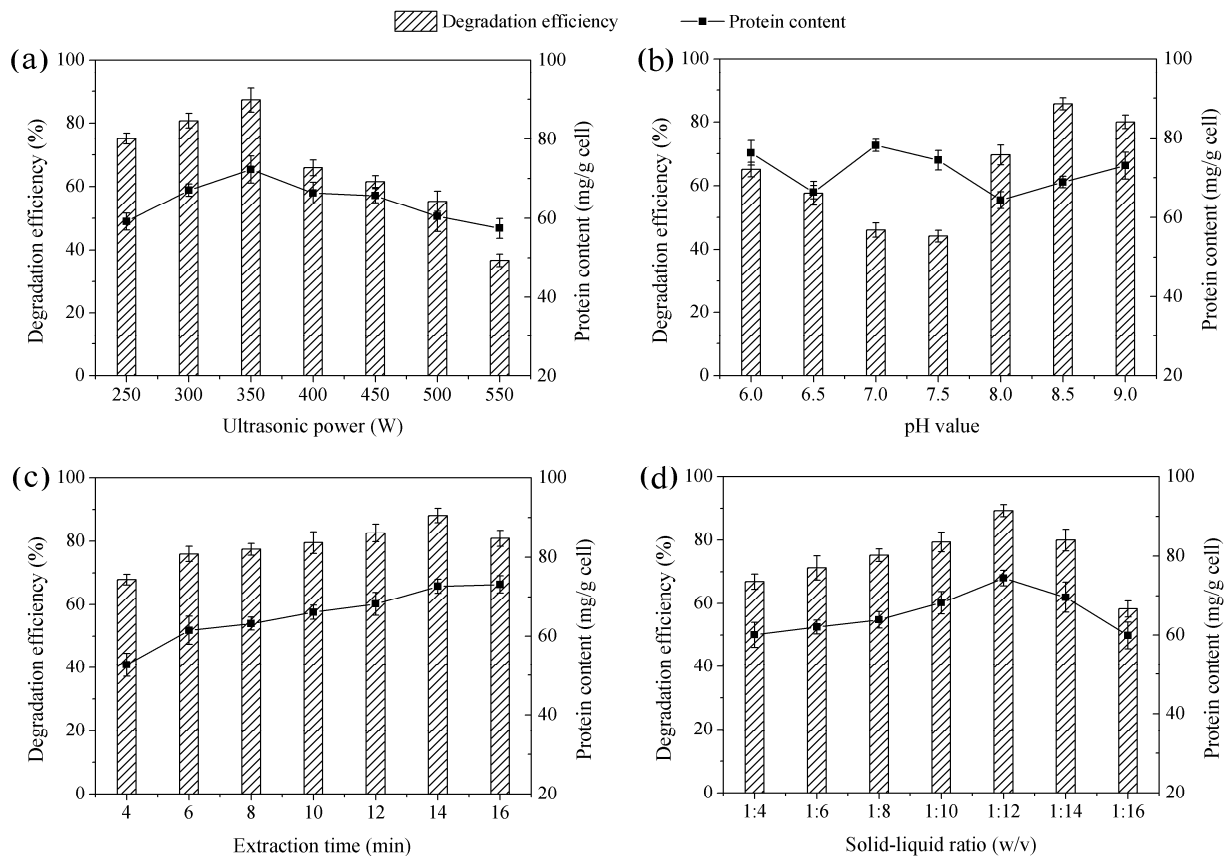 Degradation efficiency Protein content
(a) (b)
100 100 100 100
80 80 80 80
60 60 60 60
40 40 40 40
20 20
0 20 0 20
Degradation efficiency (%)
Protein content (mg/g cell)
Degradation efficiency (%)
Protein content (mg/g cell)
250 300 350 400 450 500 550
Ultrasonic power (W)
6.0 6.5 7.0 7.5 8.0 8.5 9.0
pH value
(c) (d)
100 100 100 100
80 80 80 80
60 60 60 60
40 40 40 40
20 20
0 20 0 20
Degradation efficiency (%)
Protein content (mg/g cell)
Degradation efficiency (%)
Protein content (mg/g cell)
4 6 8 10 12 14 16
Extraction time (min)
1:4 1:6 1:8 1:10 1:12 1:14 1:16
Solid-liquid ratio (w/v)